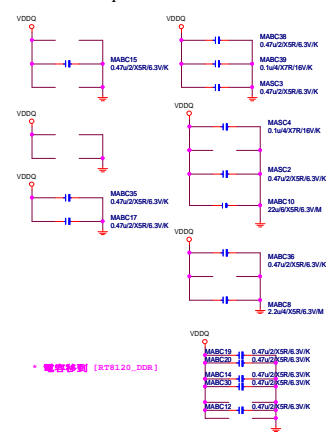 VDDQ
MABC15
0.47u/2/X5R/6.3V/K
VDDQ
VDDQ
MABC35
0.47u/2/X5R/6.3V/K
MABC17
0.47u/2/X5R/6.3V/K
VDDQ
MABC38
0.47u/2/X5R/6.3V/K
MABC39
0.1u/4/X7R/16V/K
MASC3
0.47u/2/X5R/6.3V/K
VDDQ
MASC4
0.1u/4/X7R/16V/K
MASC2
0.47u/2/X5R/6.3V/K
MABC10
22u/6/X5R/6.3V/M
VDDQ
MABC36
0.47u/2/X5R/6.3V/K
MABC8
2.2u/4/X5R/6.3V/M
* 電容移到 [RT8120_DDR]
VDDQ
MABC19 0.47u/2/X5R/6.3V/K
MABC20 0.47u/2/X5R/6.3V/K
MABC14 0.47u/2/X5R/6.3V/K
MABC30 0.47u/2/X5R/6.3V/K
MABC12 0.47u/2/X5R/6.3V/K